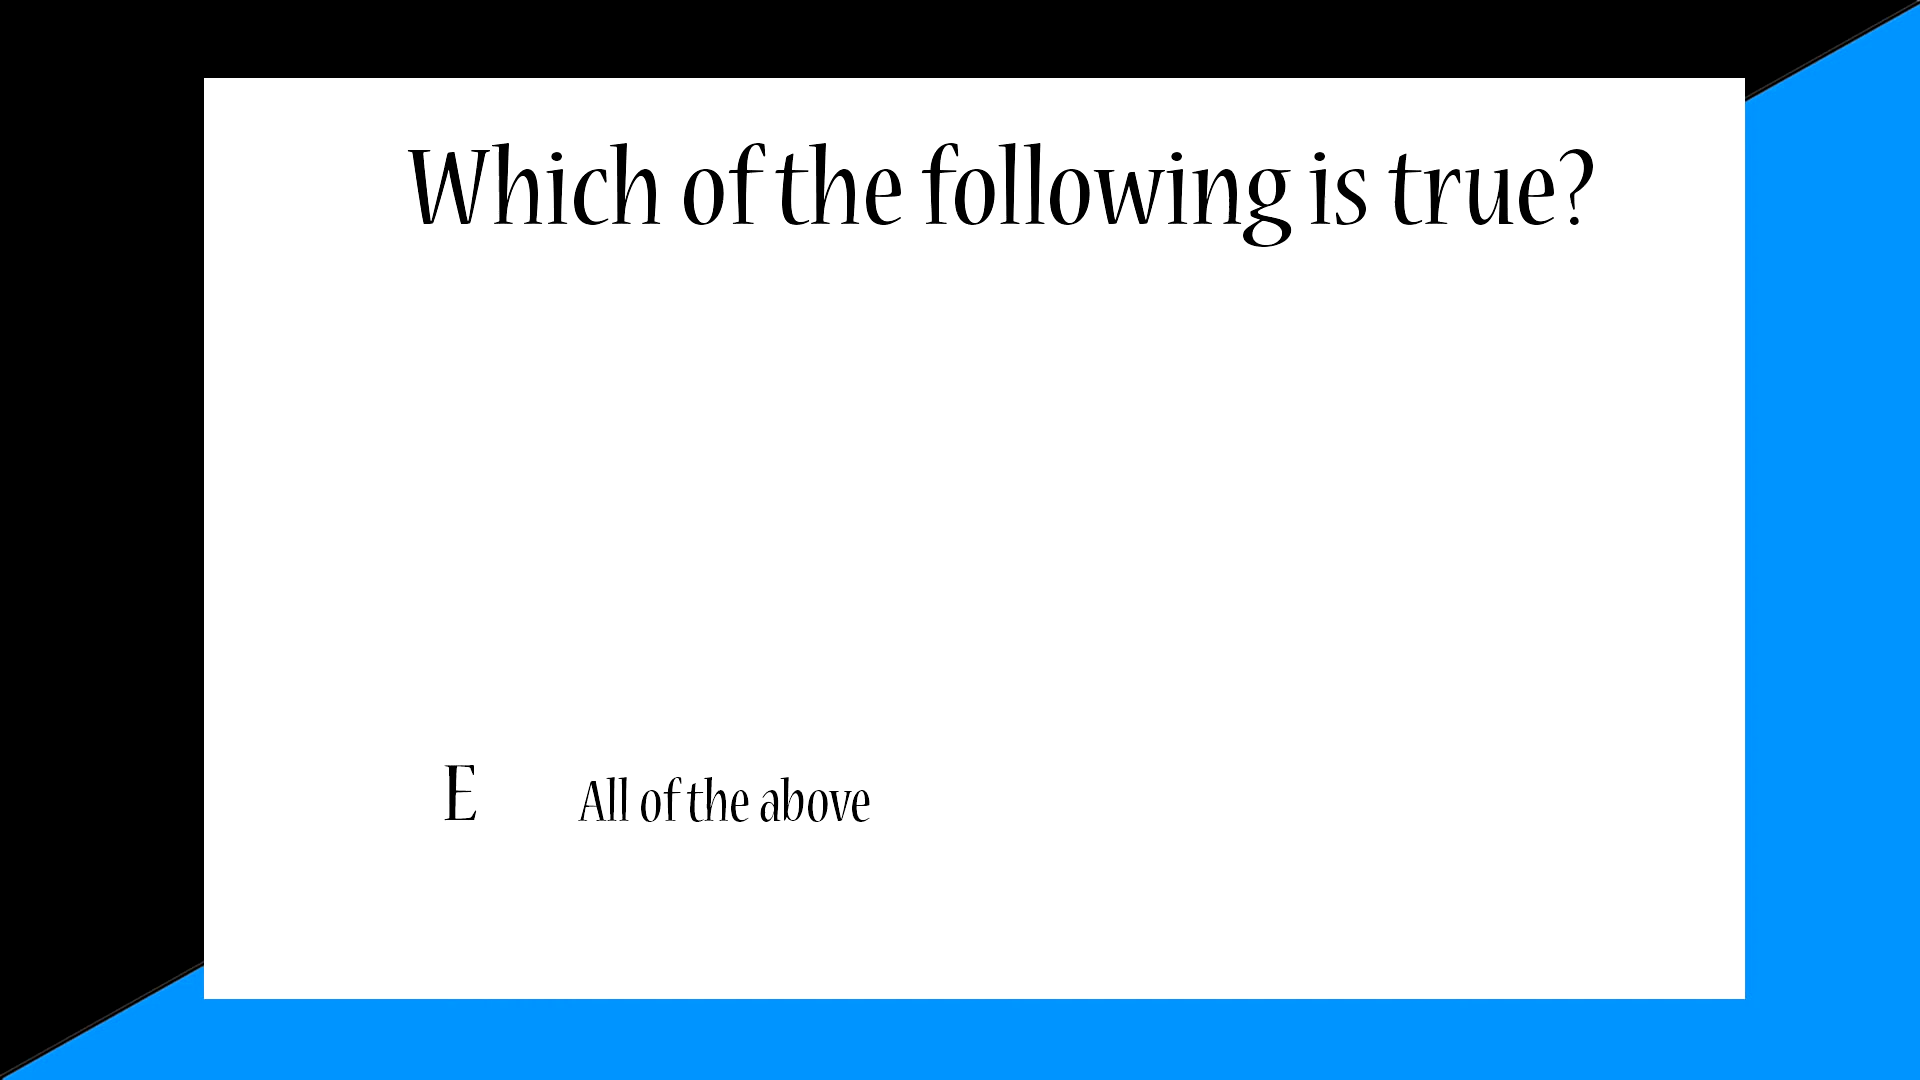 Which of the following is true?
E All of the above